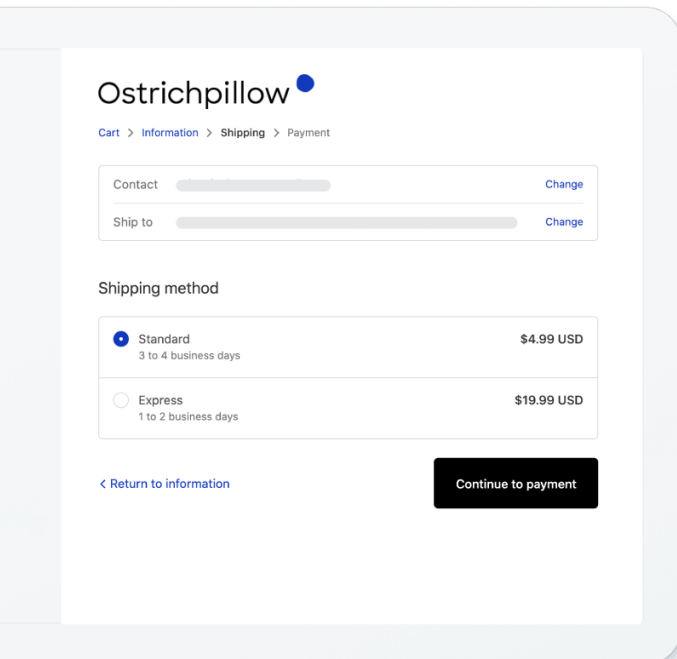 Ostrichpillow
Cart > Information > Shipping > Payment
Contact Change
Ship to Change
Shipping method
Standard $4.99 USD
3 to 4 business days
Express $19.99 USD
1 to 2 business days
< Return to information Continue to payment